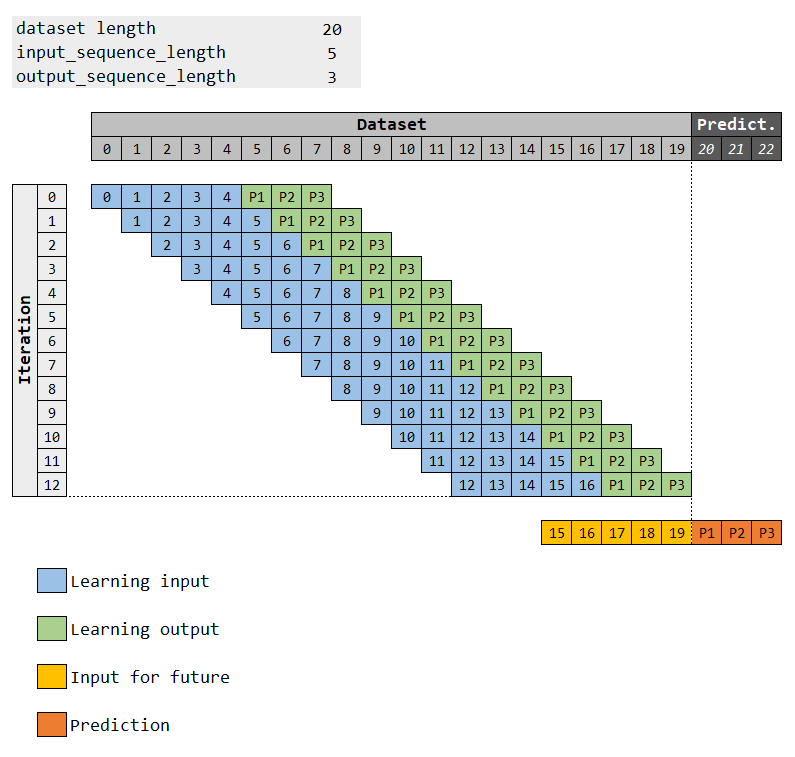 dataset length 20
input_sequence_length 5
output_sequence_length 3
Dataset Predict.
0 1 2 3 4 5 6 7 8 9 10 11 12 13 14 15 16 17 18 19 20 21 22
Iteration
0 0 1 2 3 4 P1 P2 P3
1 1 2 3 4 5 P1 P2 P3
2 2 3 4 5 6 P1 P2 P3
3 3 4 5 6 7 P1 P2 P3
4 4 5 6 7 8 P1 P2 P3
5 5 6 7 8 9 P1 P2 P3
6 6 7 8 9 10 P1 P2 P3
7 7 8 9 10 11 P1 P2 P3
8 8 9 10 11 12 P1 P2 P3
9 9 10 11 12 13 P1 P2 P3
10 10 11 12 13 14 P1 P2 P3
11 11 12 13 14 15 P1 P2 P3
12 12 13 14 15 16 P1 P2 P3
15 16 17 18 19 P1 P2 P3
Learning input
Learning output
Input for future
Prediction